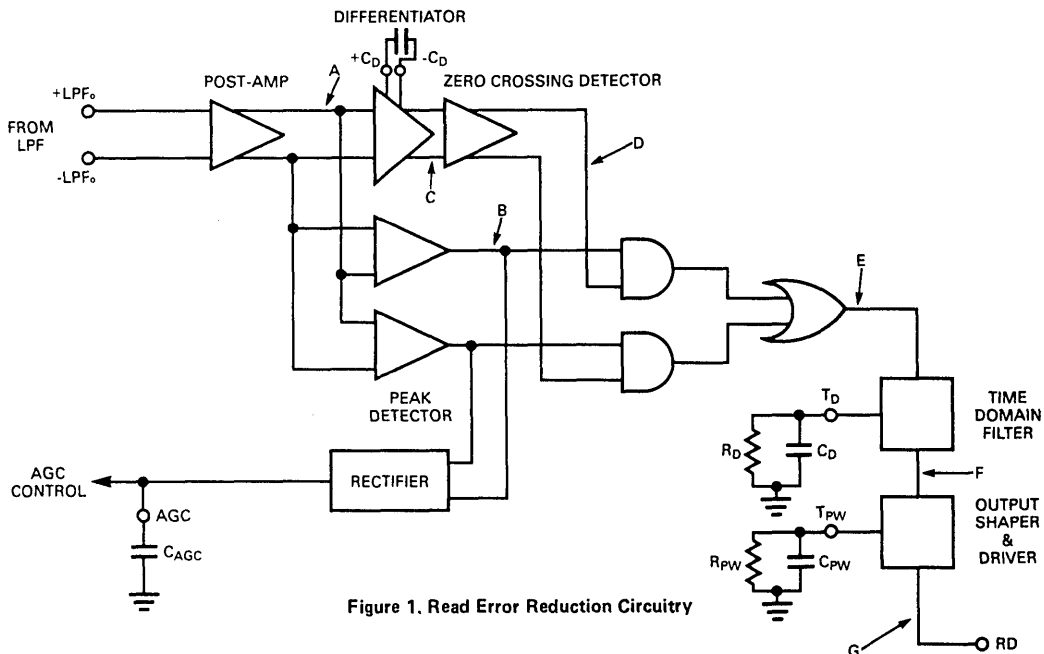 DIFFERENTIATOR
+CD
-CD
A
POST-AMP
ZERO CROSSING DETECTOR
+LPFo
FROM
LPF
-LPFo
D
C
B
E
PEAK
DETECTOR
TD
TIME
DOMAIN
FILTER
RD
CD
F
AGC
CONTROL
RECTIFIER
AGC
CAGC
TPW
OUTPUT
SHAPER
&
DRIVER
RPW
CPW
Figure 1. Read Error Reduction Circuitry
G
RD